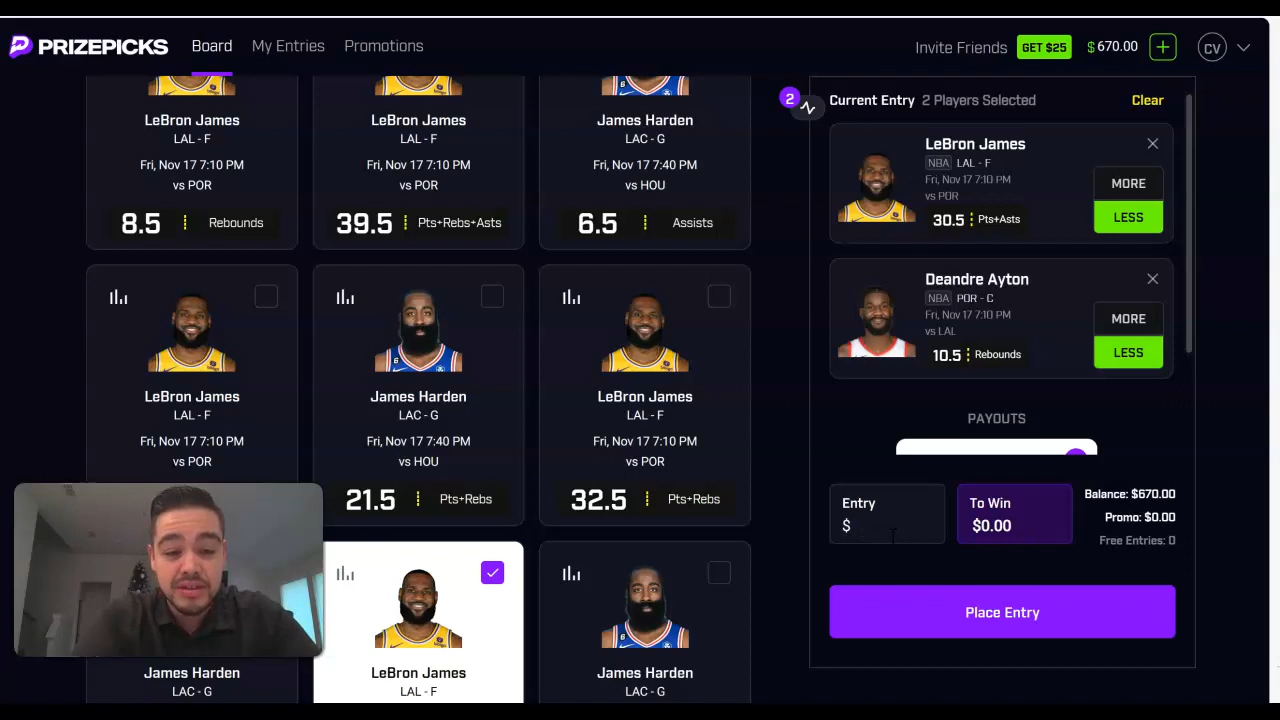 PRIZEPICKS
Board
My Entries
Promotions
Invite Friends
GET $25
$ 670.00
CV
LeBron James
LAL - F
Fri, Nov 17 7:10 PM
vs POR
8.5
Rebounds
LeBron James
LAL - F
Fri, Nov 17 7:10 PM
vs POR
39.5
Pts+Rebs+Asts
James Harden
LAC - G
Fri, Nov 17 7:40 PM
vs HOU
6.5
Assists
LeBron James
LAL - F
Fri, Nov 17 7:10 PM
vs POR
James Harden
LAC - G
Fri, Nov 17 7:40 PM
vs HOU
21.5
Pts+Rebs
LeBron James
LAL - F
Fri, Nov 17 7:10 PM
vs POR
32.5
Pts+Rebs
James Harden
LAC - G
LeBron James
LAL - F
James Harden
LAC - G
2
Current Entry 2 Players Selected
Clear
LeBron James
NBA LAL - F
Fri, Nov 17 7:10 PM
vs POR
30.5 Pts+Asts
MORE
LESS
Deandre Ayton
NBA POR - C
Fri, Nov 17 7:10 PM
vs LAL
10.5 Rebounds
MORE
LESS
PAYOUTS
Entry
$
To Win
$0.00
Balance: $670.00
Promo: $0.00
Free Entries: 0
Place Entry